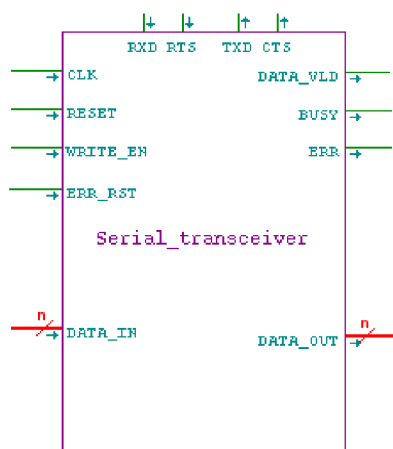 RXD RTS TXD CTS
CLK DATA_VLD
RESET BUSY
WRITE_EN ERR
ERR_RST
Serial_transceiver
n n
DATA_IN DATA_OUT